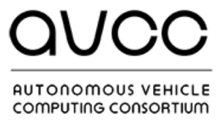 avcc
AUTONOMOUS VEHICLE
COMPUTING CONSORTIUM